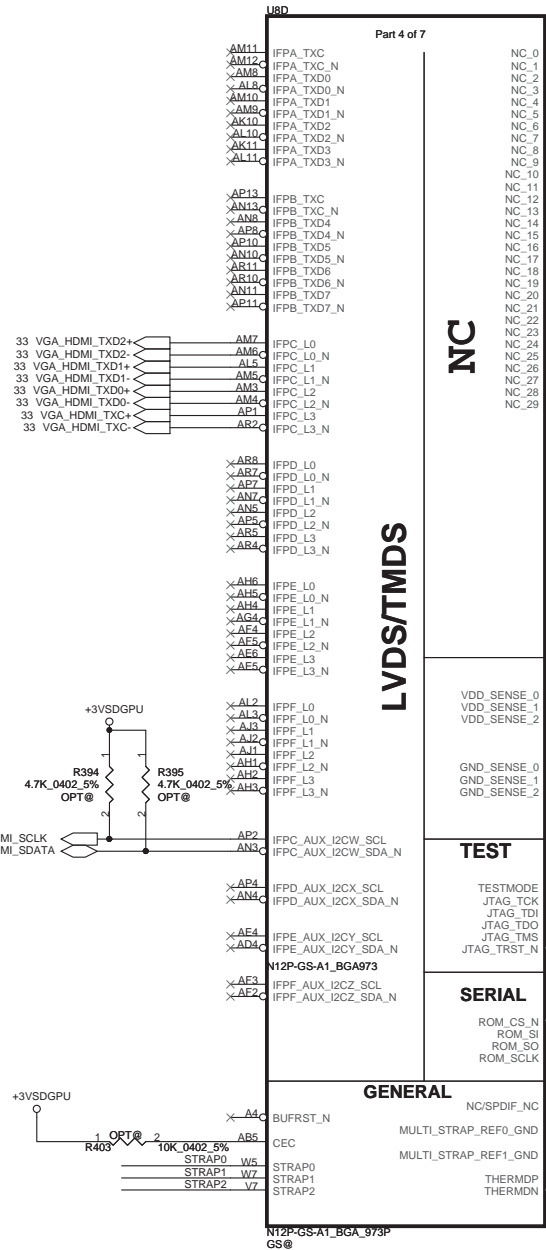 U8D
Part 4 of 7
AM11 IFPA_TXC
AM12 IFPA_TXC_N
AM8 IFPA_TXD0
AL8 IFPA_TXD0_N
AM10 IFPA_TXD1
AM9 IFPA_TXD1_N
AK10 IFPA_TXD2
AL10 IFPA_TXD2_N
AK11 IFPA_TXD3
AL11 IFPA_TXD3_N
AP13 IFPB_TXC
AN13 IFPB_TXC_N
AN8 IFPB_TXD4
AP8 IFPB_TXD4_N
AP10 IFPB_TXD5
AN10 IFPB_TXD5_N
AR11 IFPB_TXD6
AR10 IFPB_TXD6_N
AN11 IFPB_TXD7
AP11 IFPB_TXD7_N
33 VGA_HDMI_TXD2+ AM7 IFPC_L0
33 VGA_HDMI_TXD2- AM6 IFPC_L0_N
33 VGA_HDMI_TXD1+ AL5 IFPC_L1
33 VGA_HDMI_TXD1- AM5 IFPC_L1_N
33 VGA_HDMI_TXD0+ AM3 IFPC_L2
33 VGA_HDMI_TXD0- AM4 IFPC_L2_N
33 VGA_HDMI_TXC+ AP1 IFPC_L3
33 VGA_HDMI_TXC- AR2 IFPC_L3_N
AR8 IFPD_L0
AR7 IFPD_L0_N
AP7 IFPD_L1
AN7 IFPD_L1_N
AN5 IFPD_L2
AP5 IFPD_L2_N
AR5 IFPD_L3
AR4 IFPD_L3_N
AH6 IFPE_L0
AH5 IFPE_L0_N
AH4 IFPE_L1
AG4 IFPE_L1_N
AF4 IFPE_L2
AF5 IFPE_L2_N
AE6 IFPE_L3
AE5 IFPE_L3_N
AL2 IFPF_L0
AL3 IFPF_L0_N
AJ3 IFPF_L1
AJ2 IFPF_L1_N
AJ1 IFPF_L2
AH1 IFPF_L2_N
AH2 IFPF_L3
AH3 IFPF_L3_N
+3VSDGPU
1 1
R394 R395
4.7K_0402_5% 4.7K_0402_5%
OPT@ OPT@
2 2
MI_SCLK AP2 IFPC_AUX_I2CW_SCL
MI_SDATA AN3 IFPC_AUX_I2CW_SDA_N
AP4 IFPD_AUX_I2CX_SCL
AN4 IFPD_AUX_I2CX_SDA_N
AE4 IFPE_AUX_I2CY_SCL
AD4 IFPE_AUX_I2CY_SDA_N
N12P-GS-A1_BGA973
AF3 IFPF_AUX_I2CZ_SCL
AF2 IFPF_AUX_I2CZ_SDA_N
LVDS/TMDS
NC
NC_0
NC_1
NC_2
NC_3
NC_4
NC_5
NC_6
NC_7
NC_8
NC_9
NC_10
NC_11
NC_12
NC_13
NC_14
NC_15
NC_16
NC_17
NC_18
NC_19
NC_20
NC_21
NC_22
NC_23
NC_24
NC_25
NC_26
NC_27
NC_28
NC_29
VDD_SENSE_0
VDD_SENSE_1
VDD_SENSE_2
GND_SENSE_0
GND_SENSE_1
GND_SENSE_2
TEST
TESTMODE
JTAG_TCK
JTAG_TDI
JTAG_TDO
JTAG_TMS
JTAG_TRST_N
SERIAL
ROM_CS_N
ROM_SI
ROM_SO
ROM_SCLK
GENERAL
+3VSDGPU
A4 BUFRST_N
1 OPT@ 2 AB5 CEC
R403 10K_0402_5%
STRAP0 W5 STRAP0
STRAP1 W7 STRAP1
STRAP2 V7 STRAP2
NC/SPDIF_NC
MULTI_STRAP_REF0_GND
MULTI_STRAP_REF1_GND
THERMDP
THERMDN
N12P-GS-A1_BGA_973P
GS@